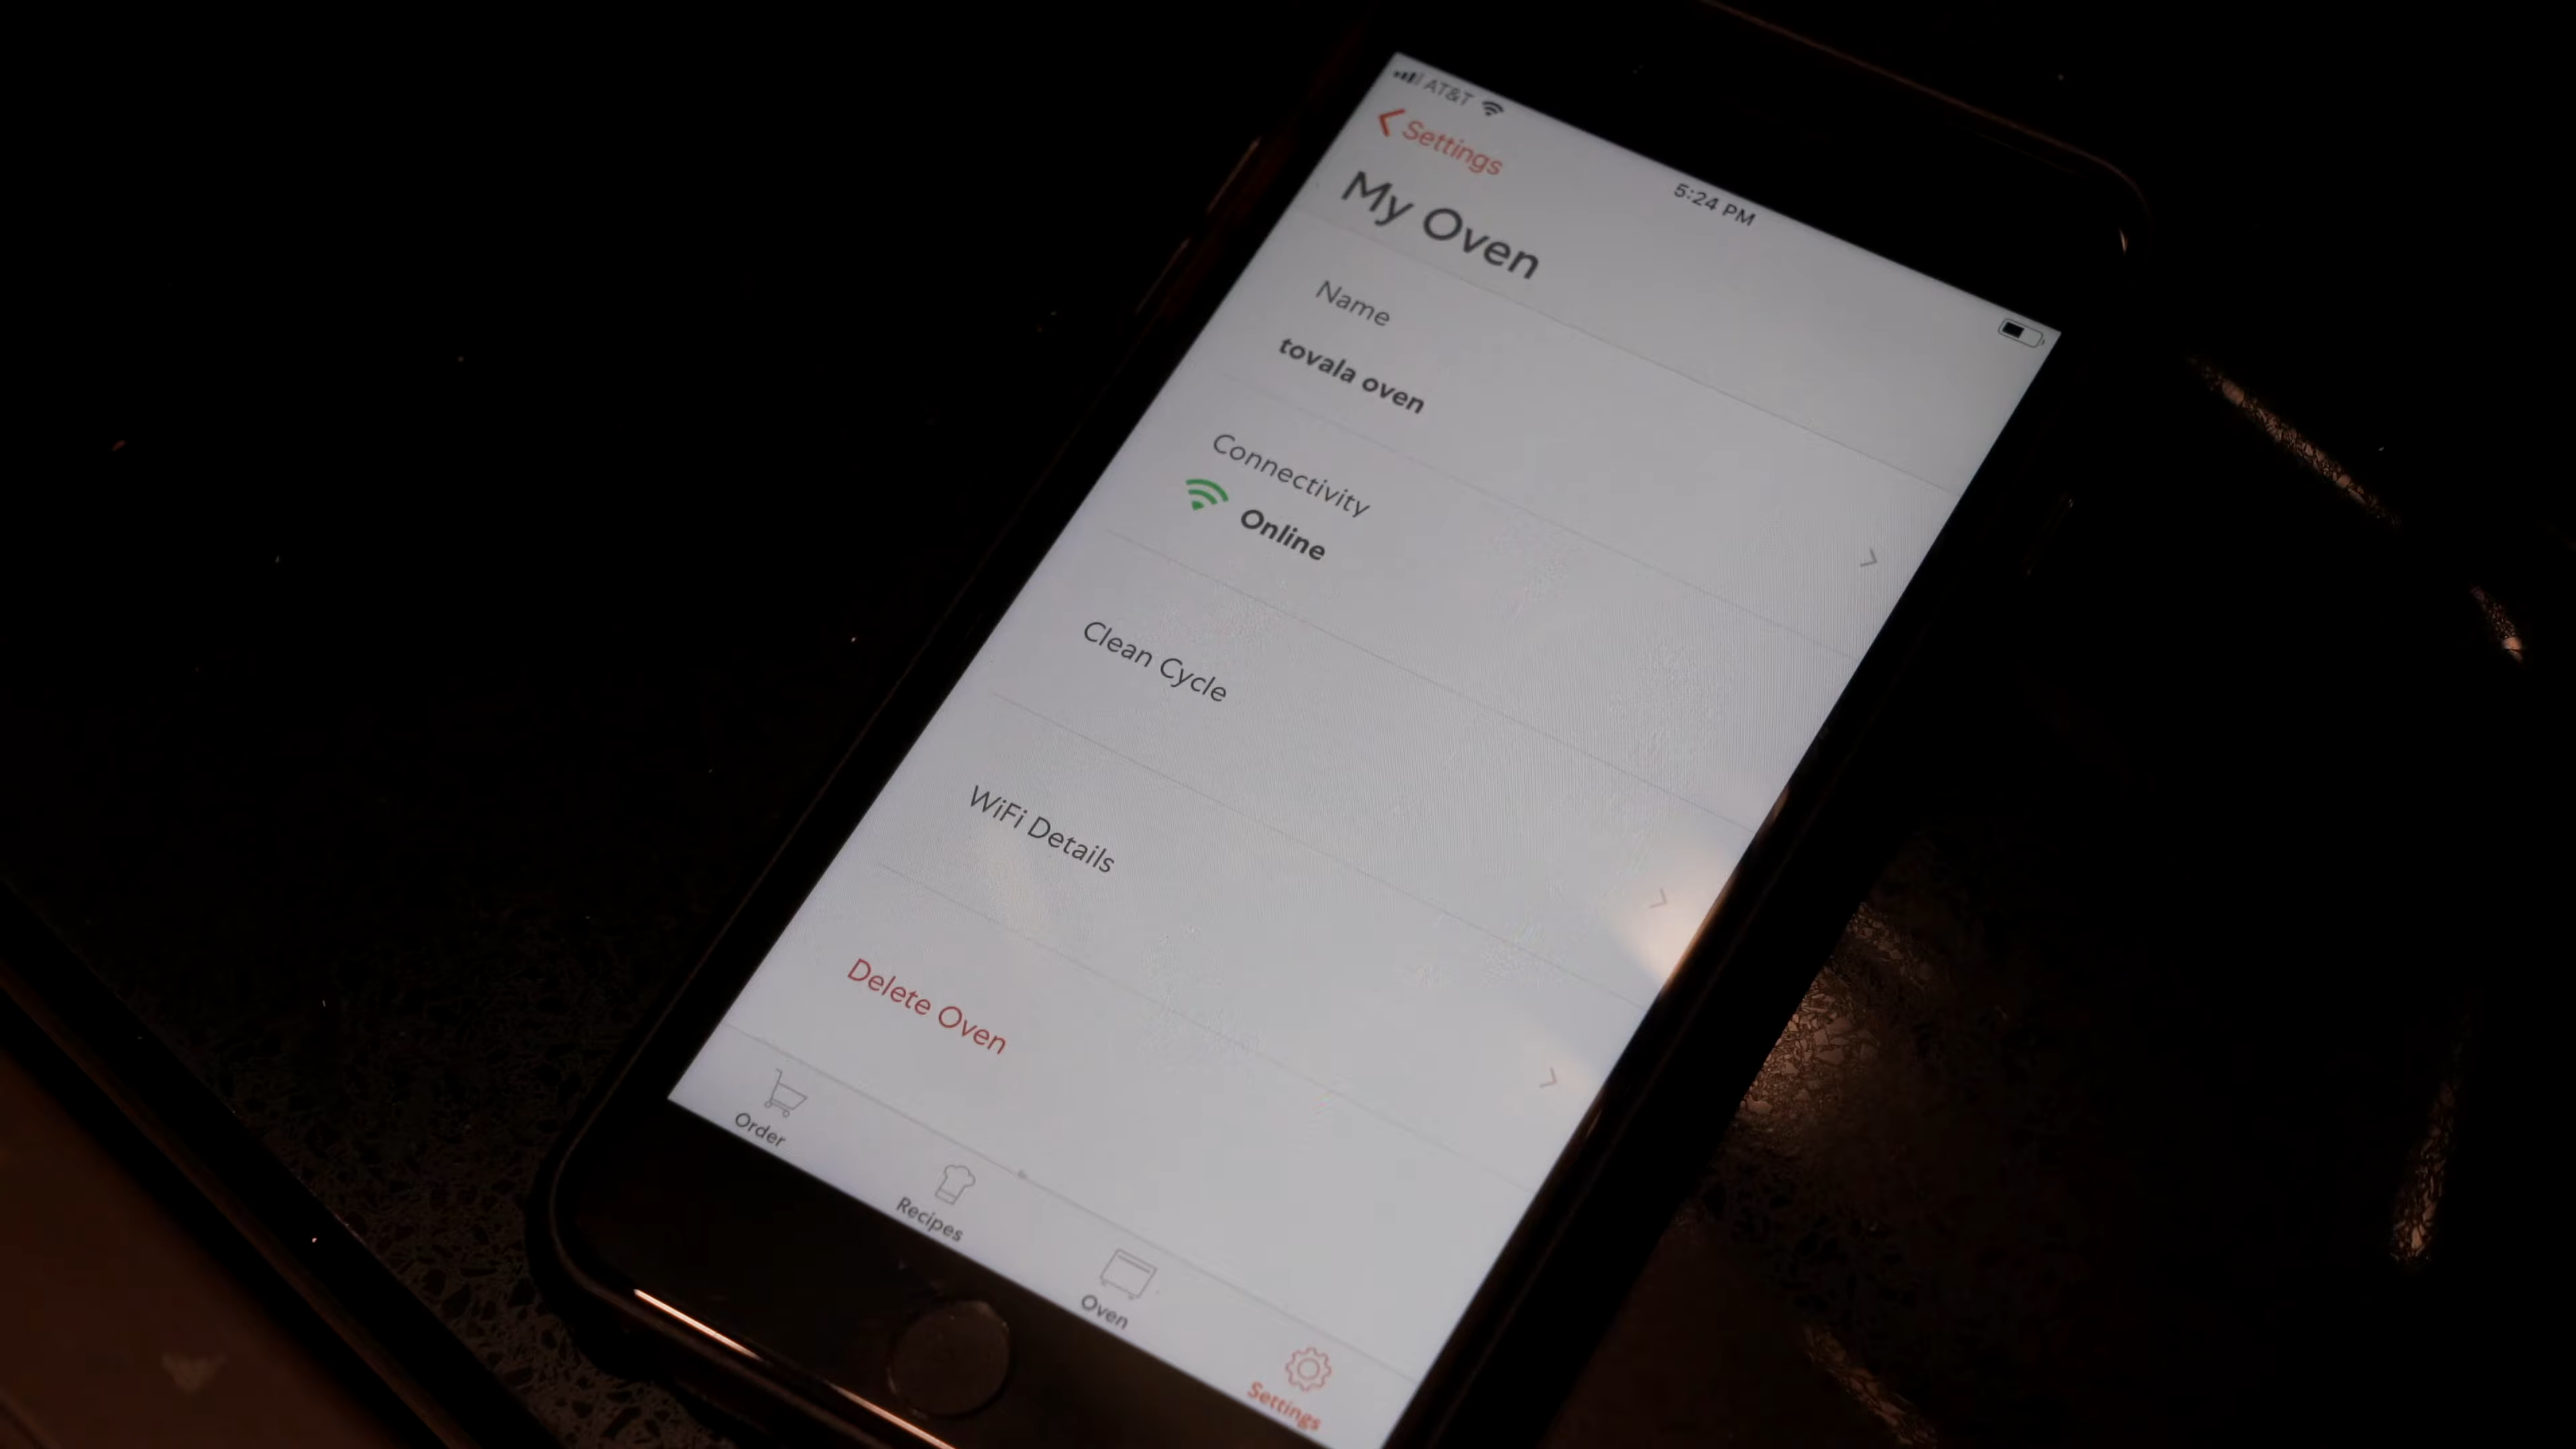 AT&T
5:24 PM
Settings
My Oven
Name
tovala oven
Connectivity
Online
Clean Cycle
WiFi Details
Delete Oven
Order
Recipes
Oven
Settings